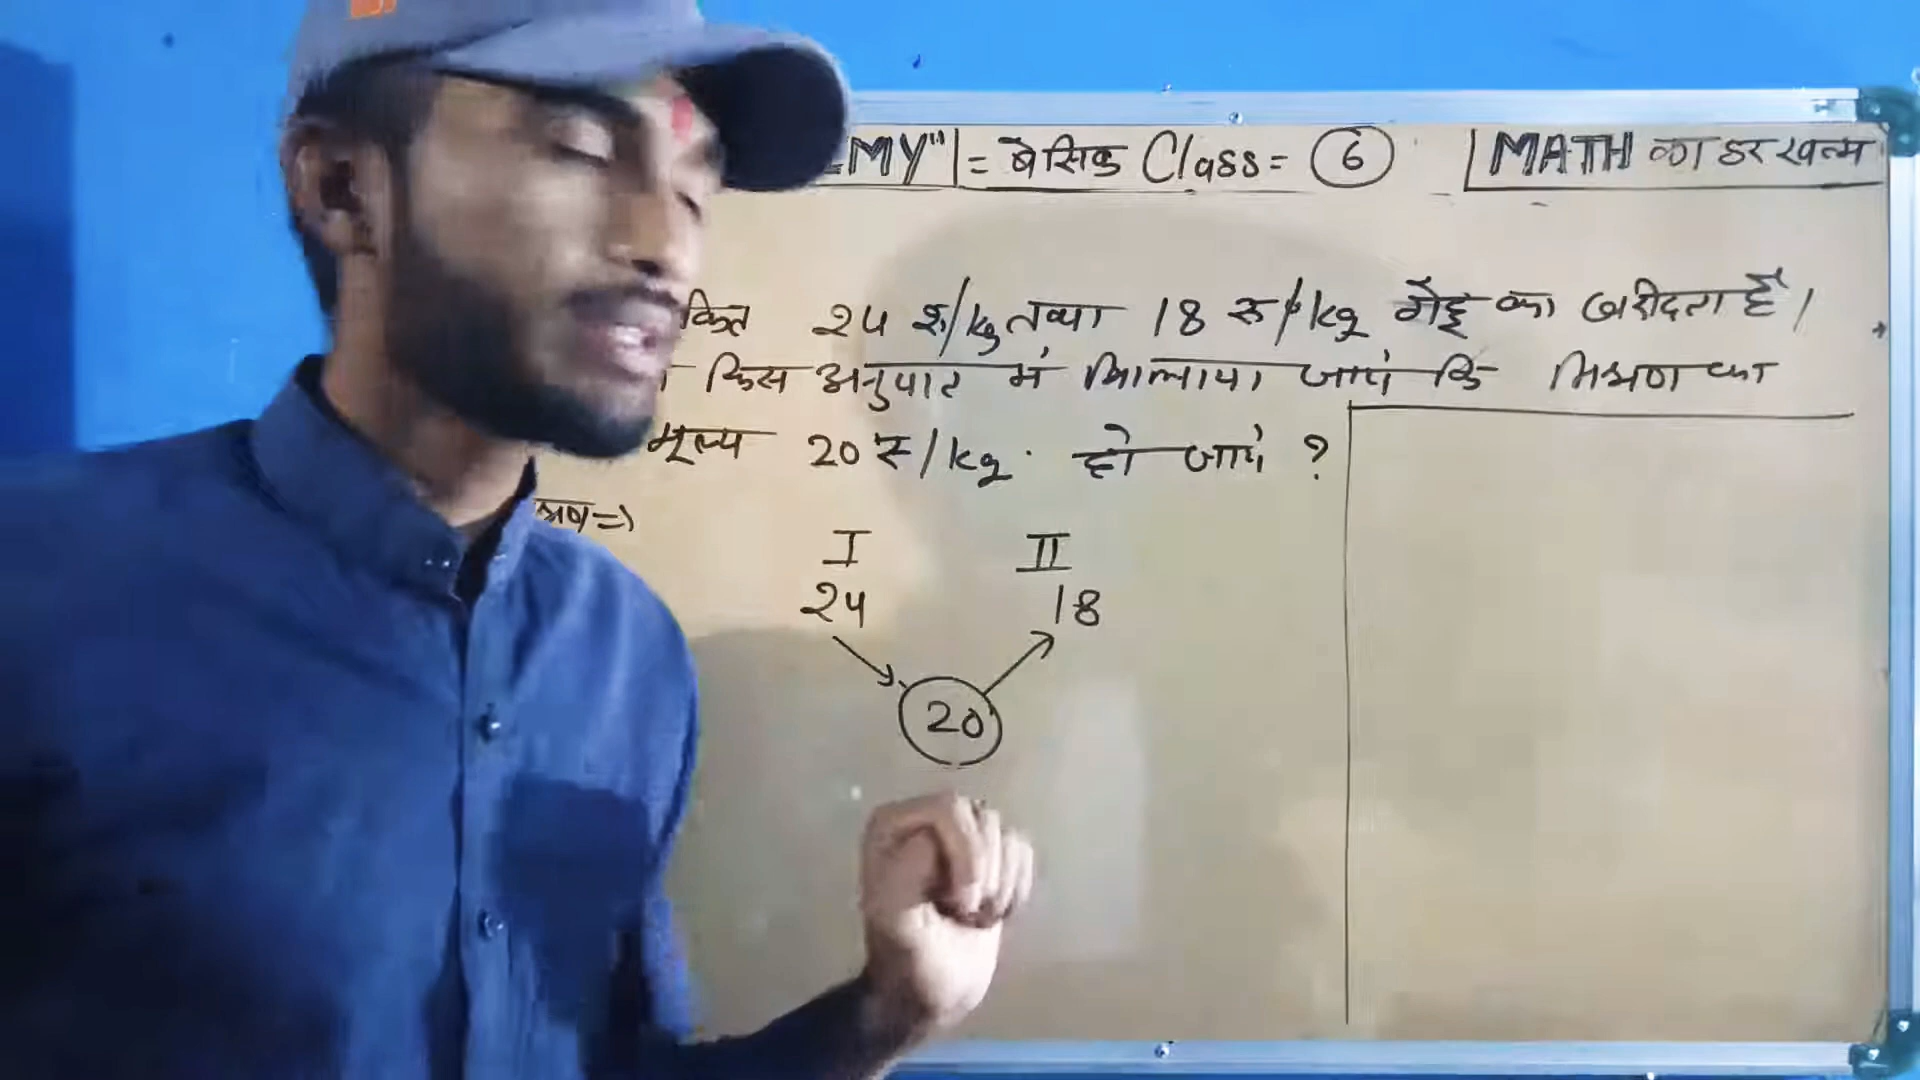 EMY" = बेसिक Class = 6 MATH का डर खत्म
24 रु/kg तथा 18 रु/kg गेहूं को खरीदता है।
किस अनुपात में मिलाया जाएं कि मिश्रण का
मूल्य 20 रु/kg. हो जाएं ?
I II
24 18
20